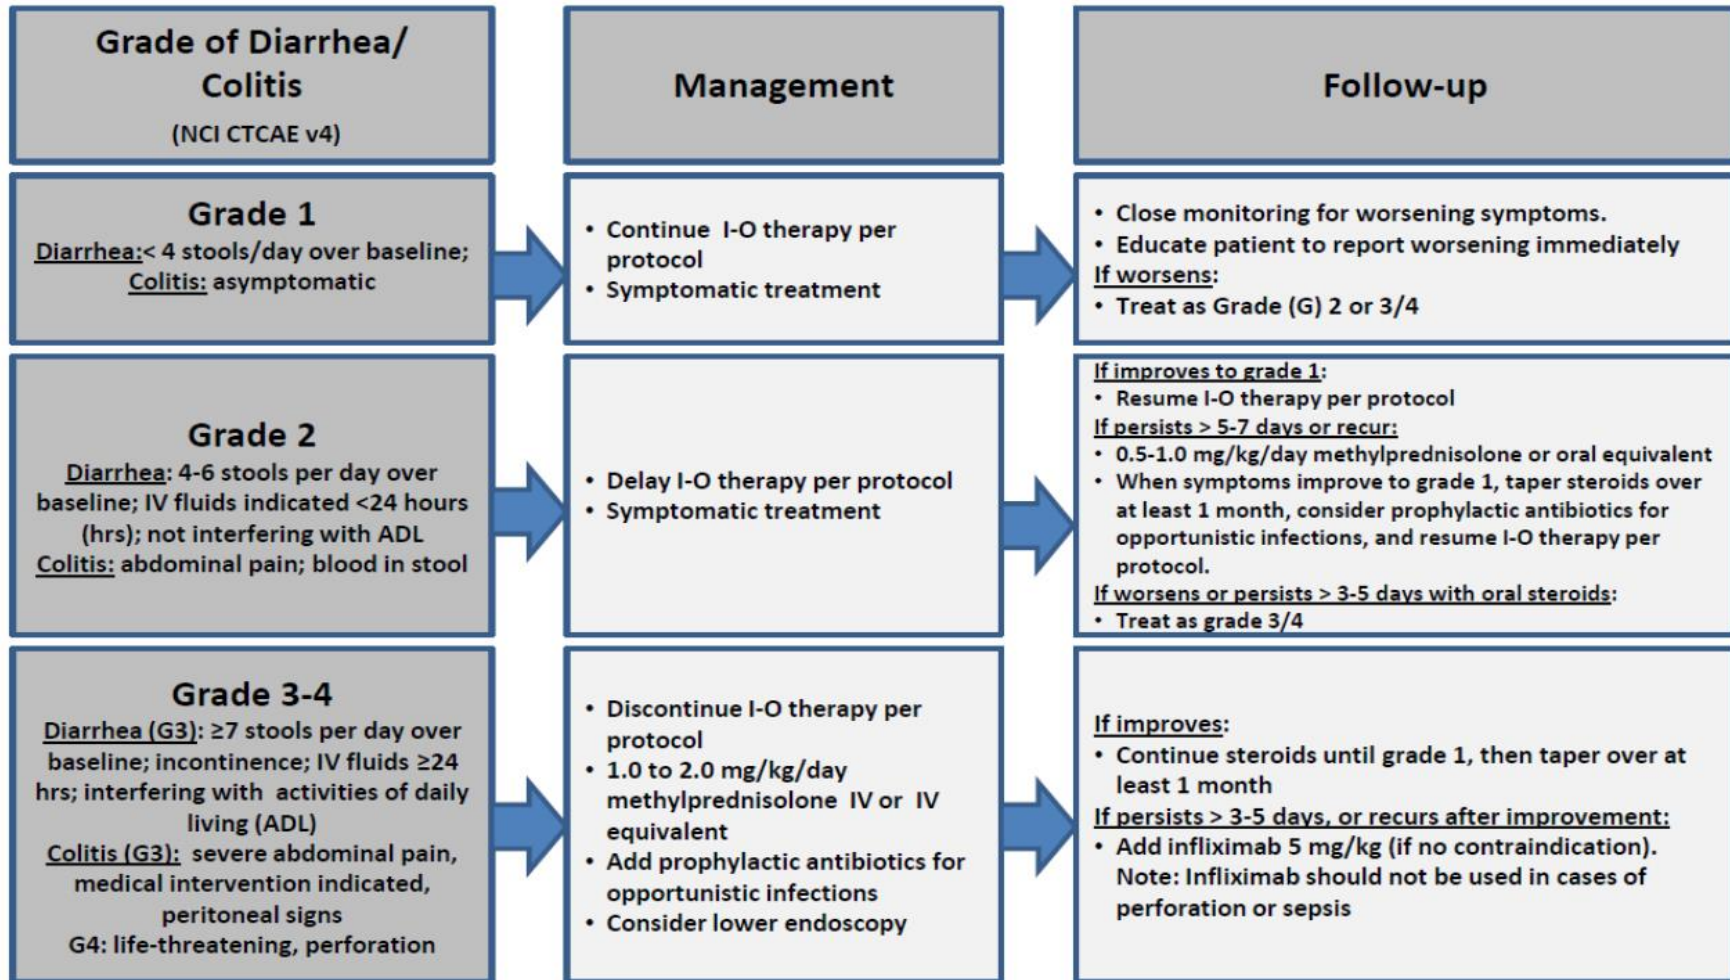 Grade of Diarrhea/
Colitis
(NCI CTCAE v4)
Management
Follow-up
Grade 1
Diarrhea:< 4 stools/day over baseline;
Colitis: asymptomatic
• Continue I-O therapy per
protocol
• Symptomatic treatment
• Close monitoring for worsening symptoms.
• Educate patient to report worsening immediately
If worsens:
• Treat as Grade (G) 2 or 3/4
Grade 2
Diarrhea: 4-6 stools per day over
baseline; IV fluids indicated <24 hours
(hrs); not interfering with ADL
Colitis: abdominal pain; blood in stool
• Delay I-O therapy per protocol
• Symptomatic treatment
If improves to grade 1:
• Resume I-O therapy per protocol
If persists > 5-7 days or recur:
• 0.5-1.0 mg/kg/day methylprednisolone or oral equivalent
• When symptoms improve to grade 1, taper steroids over
at least 1 month, consider prophylactic antibiotics for
opportunistic infections, and resume I-O therapy per
protocol.
If worsens or persists > 3-5 days with oral steroids:
• Treat as grade 3/4
Grade 3-4
Diarrhea (G3): ≥7 stools per day over
baseline; incontinence; IV fluids ≥24
hrs; interfering with activities of daily
living (ADL)
Colitis (G3): severe abdominal pain,
medical intervention indicated,
peritoneal signs
G4: life-threatening, perforation
• Discontinue I-O therapy per
protocol
• 1.0 to 2.0 mg/kg/day
methylprednisolone IV or IV
equivalent
• Add prophylactic antibiotics for
opportunistic infections
• Consider lower endoscopy
If improves:
• Continue steroids until grade 1, then taper over at
least 1 month
If persists > 3-5 days, or recurs after improvement:
• Add infliximab 5 mg/kg (if no contraindication).
Note: Infliximab should not be used in cases of
perforation or sepsis